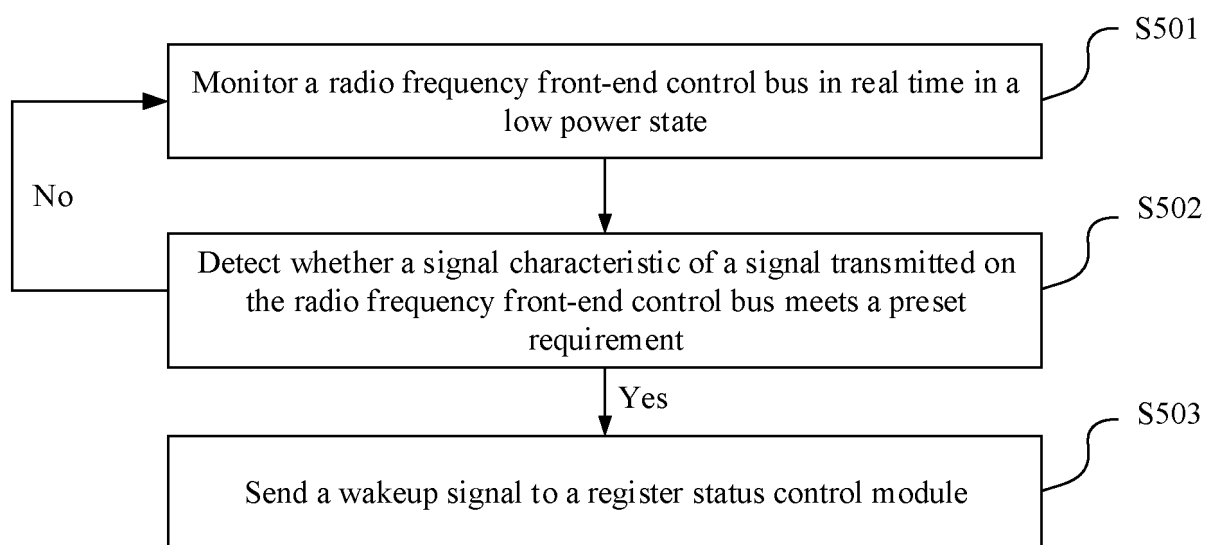 S501
Monitor a radio frequency front-end control bus in real time in a
low power state
No
S502
Detect whether a signal characteristic of a signal transmitted on
the radio frequency front-end control bus meets a preset
requirement
Yes
S503
Send a wakeup signal to a register status control module